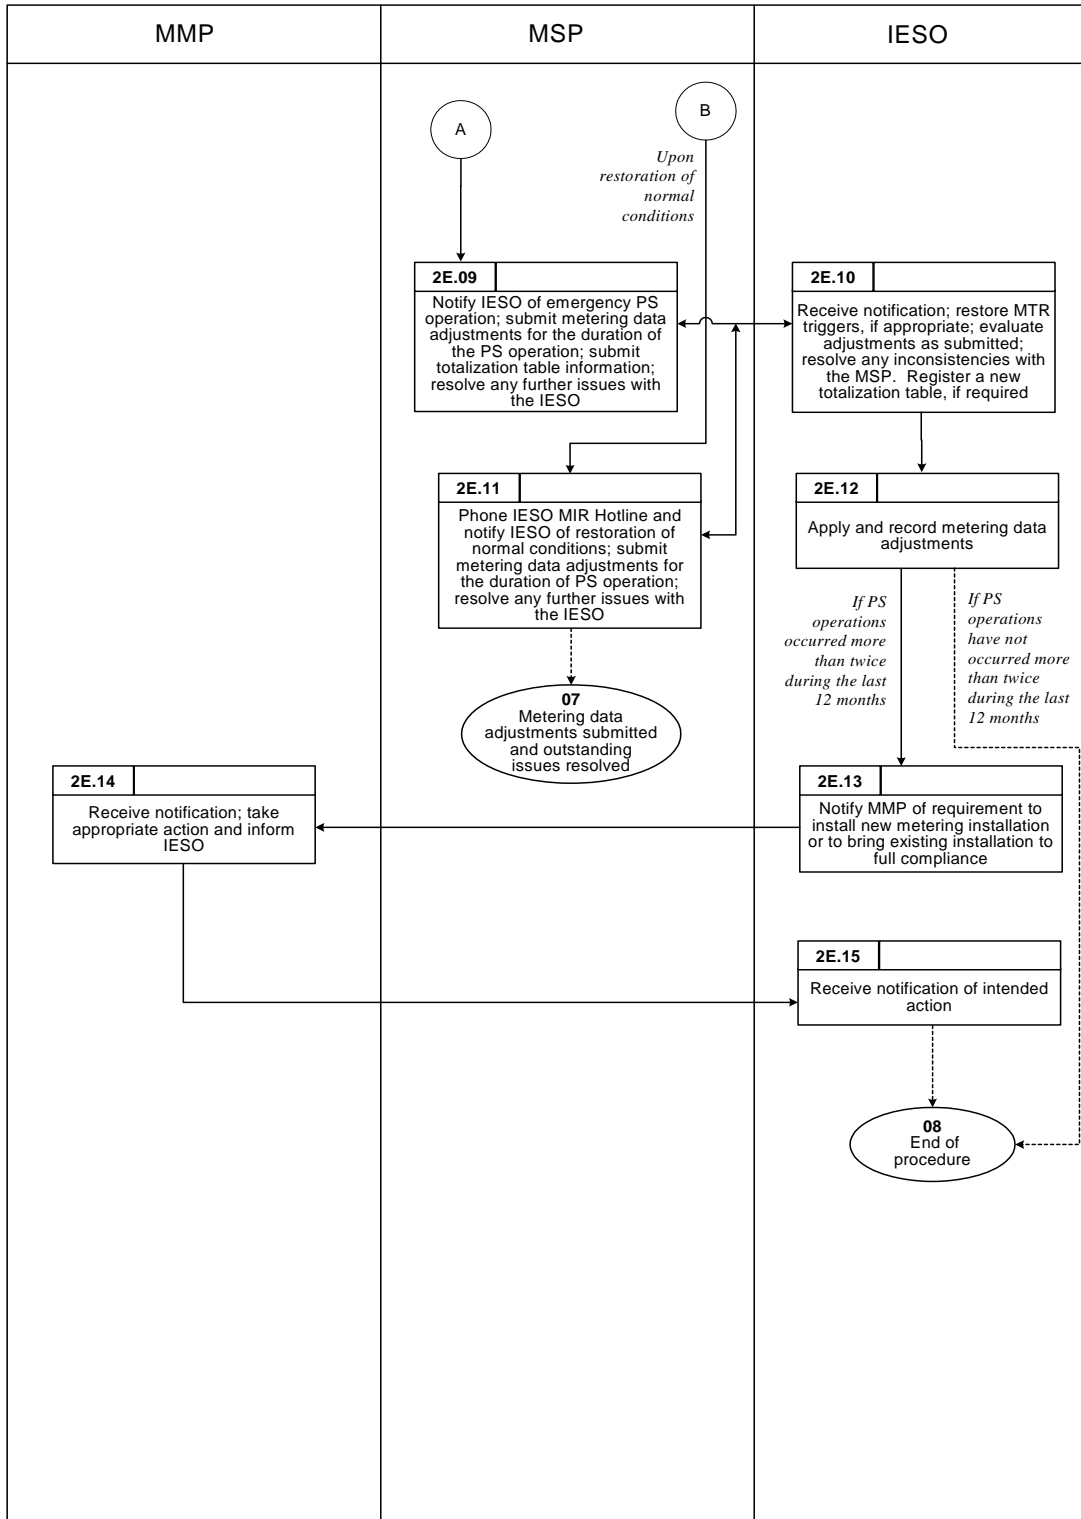 MMP
MSP
IESO
A
B
Upon
restoration of
normal
conditions
2E.09
Notify IESO of emergency PS
operation; submit metering data
adjustments for the duration of
the PS operation; submit
totalization table information;
resolve any further issues with
the IESO
2E.10
Receive notification; restore MTR
triggers, if appropriate; evaluate
adjustments as submitted;
resolve any inconsistencies with
the MSP.  Register a new
totalization table, if required
2E.11
Phone IESO MIR Hotline and
notify IESO of restoration of
normal conditions; submit
metering data adjustments for
the duration of PS operation;
resolve any further issues with
the IESO
2E.12
Apply and record metering data
adjustments
If PS
operations
occurred more
than twice
during the last
12 months
If PS
operations
have not
occurred more
than twice
during the last
12 months
07
Metering data
adjustments submitted
and outstanding
issues resolved
2E.14
Receive notification; take
appropriate action and inform
IESO
2E.13
Notify MMP of requirement to
install new metering installation
or to bring existing installation to
full compliance
2E.15
Receive notification of intended
action
08
End of
procedure